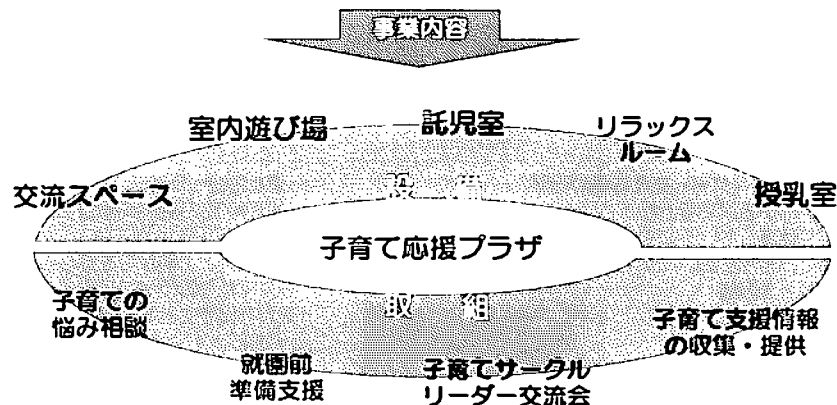 事業内容
室内遊び場
託児室
リラックス
ルーム
交流スペース
授乳室
設 備
子育て応援プラザ
取 組
子育ての
悩み相談
就園前
準備支援
子育てサークル
リーダー交流会
子育て支援情報
の収集・提供